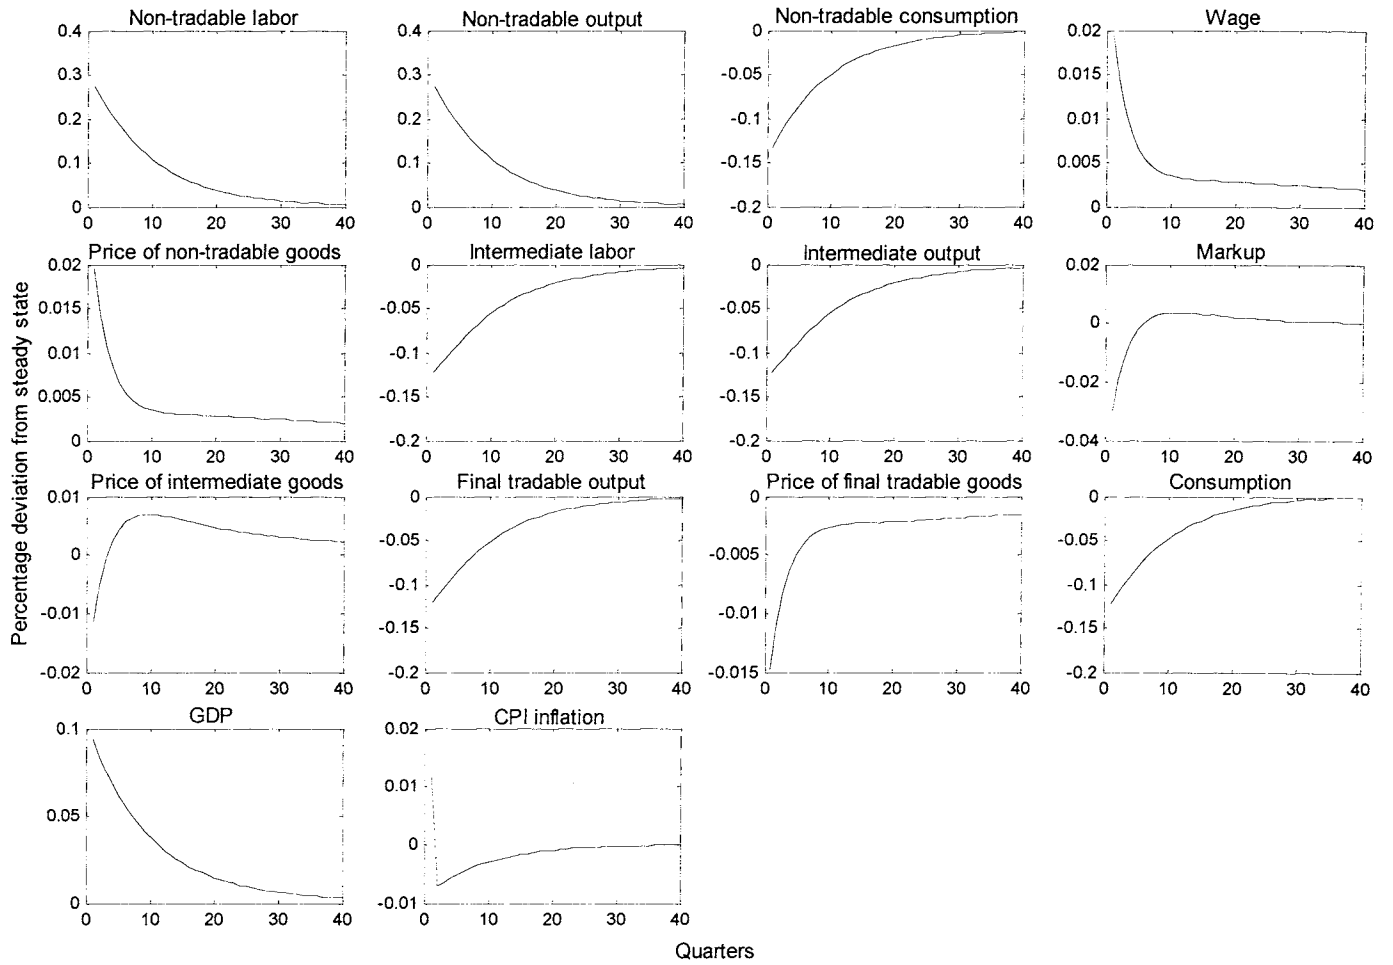 Non-tradable labor
Non-tradable output
Non-tradable consumption
Wage
0.4
0.3
0.2
0.1
0
0 10 20 30 40
0.4
0.3
0.2
0.1
0
0 10 20 30 40
0
-0.05
-0.1
-0.15
-0.2
0 10 20 30 40
0.02
0.015
0.01
0.005
0
0 10 20 30 40
Price of non-tradable goods
Intermediate labor
Intermediate output
Markup
0.02
0.015
0.01
0.005
0
0 10 20 30 40
0
-0.05
-0.1
-0.15
-0.2
0 10 20 30 40
0
-0.05
-0.1
-0.15
-0.2
0 10 20 30 40
0.02
0
-0.02
-0.04
0 10 20 30 40
Percentage deviation from steady state
Price of intermediate goods
Final tradable output
Price of final tradable goods
Consumption
0.01
0
-0.01
-0.02
0 10 20 30 40
0
-0.05
-0.1
-0.15
-0.2
0 10 20 30 40
0
-0.005
-0.01
-0.015
0 10 20 30 40
0
-0.05
-0.1
-0.15
-0.2
0 10 20 30 40
GDP
CPI inflation
0.1
0.05
0
0 10 20 30 40
0.02
0.01
0
-0.01
0 10 20 30 40
Quarters